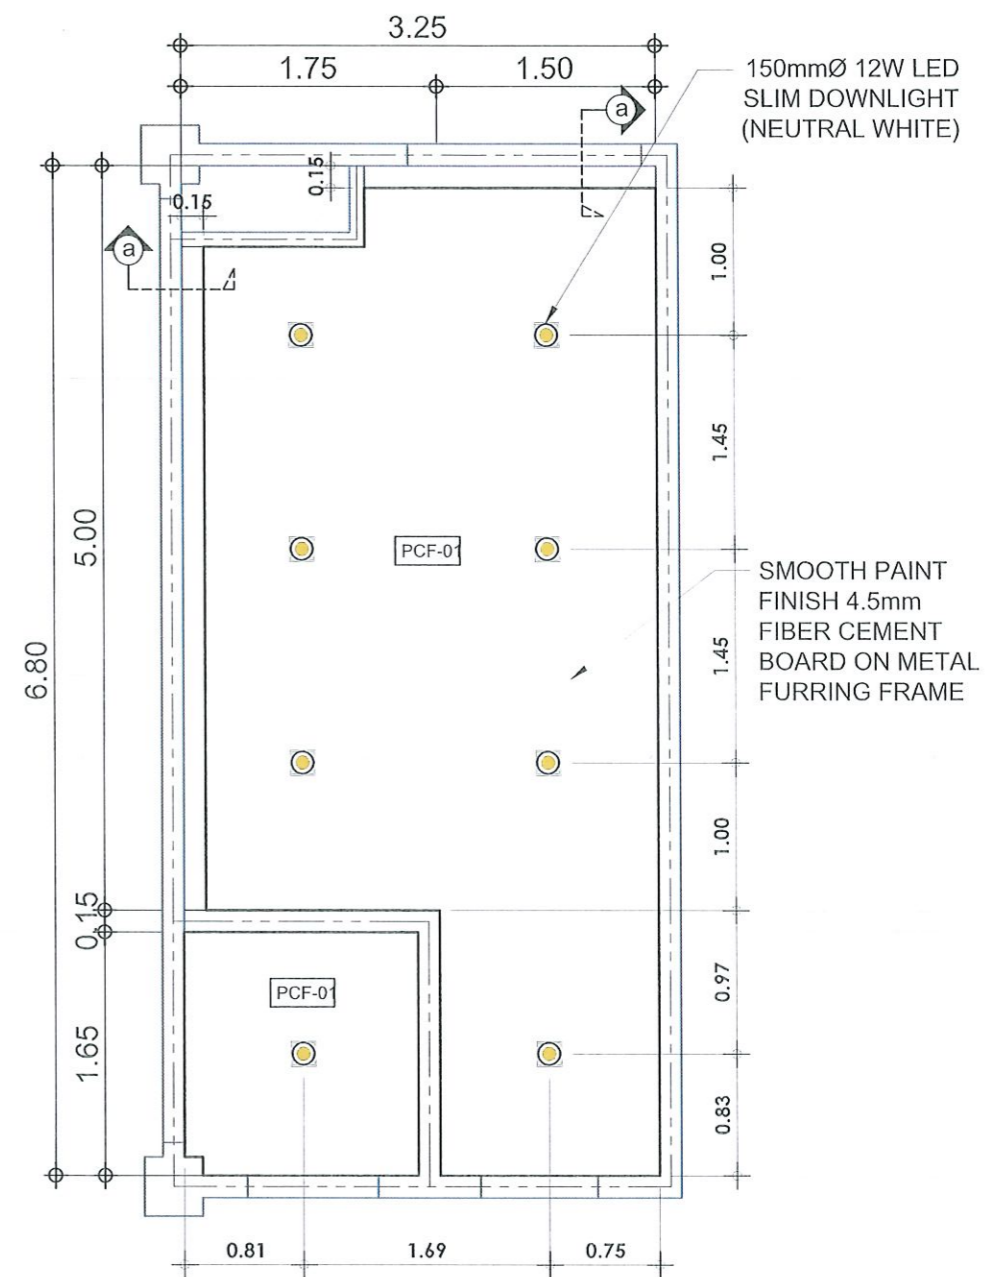 3.25
1.75
1.50
150mmØ 12W LED
SLIM DOWNLIGHT
(NEUTRAL WHITE)
a
0.15
0.15
a
1.00
1.45
5.00
PCF-01
SMOOTH PAINT
FINISH 4.5mm
FIBER CEMENT
BOARD ON METAL
FURRING FRAME
6.80
1.45
1.00
0.15
0.97
PCF-01
1.65
0.83
0.81
1.69
0.75